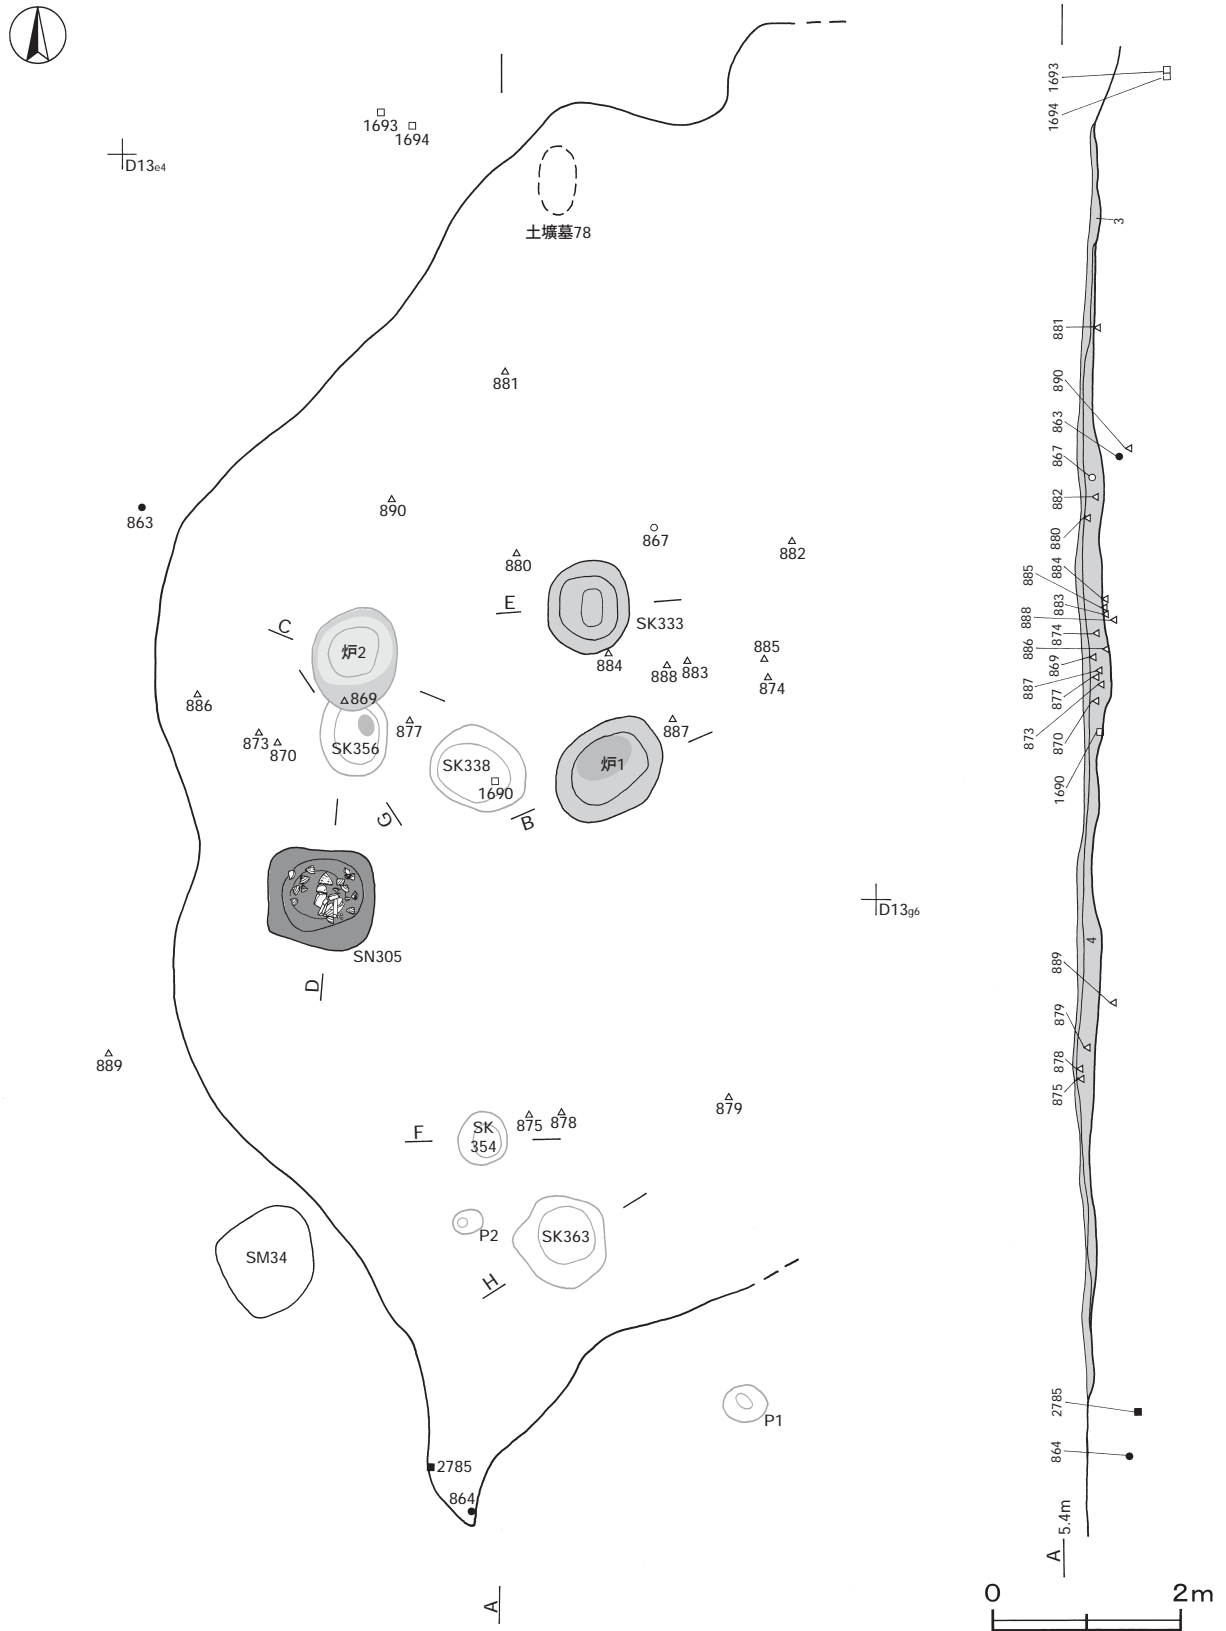 1693
1694
D13e4
土壙墓78
881
863
890
867
882
880
E
SK333
C
炉2
884
888
883
885
874
886
869
873
870
SK356
877
887
SK338
炉1
1690
G
B
SN305
D13g6
D
889
F
SK
354
875
878
879
P2
SK363
SM34
H
P1
2785
864
A
1693
1694
3
881
890
863
867
882
880
884
885
883
888
874
886
869
887
877
873
870
1690
4
889
879
878
875
2785
864
5.4m
A
0
2m